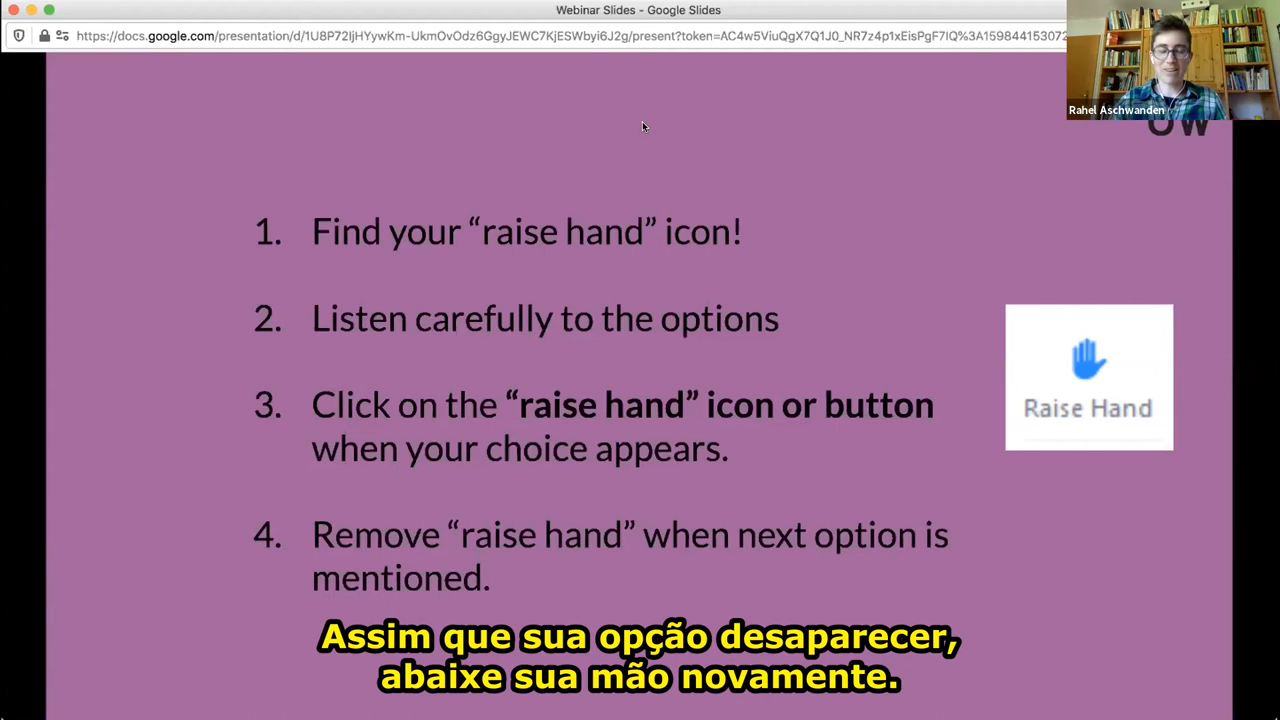 Webinar Slides - Google Slides
https://docs.google.com/presentation/d/1U8P72IjHYywKm-UkmOvOdz6GgyJEWC7KjESWbyi6J2g/present?token=AC4w5ViuQgX7Q1J0_NR7z4p1xEisPgF7IQ%3A159844153072
Rahel Aschwanden
OW
1. Find your “raise hand” icon!
2. Listen carefully to the options
3. Click on the “raise hand” icon or button
when your choice appears.
Raise Hand
4. Remove “raise hand” when next option is
mentioned.
Assim que sua opção desaparecer,
abaixe sua mão novamente.